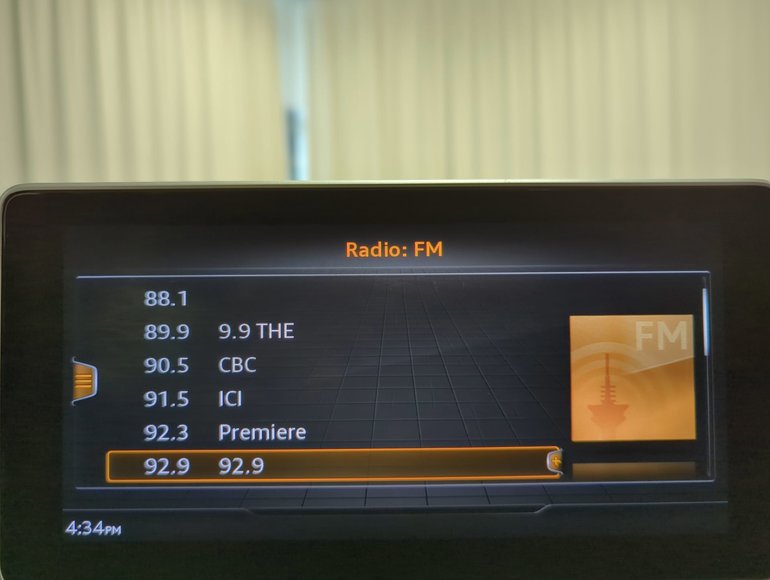 Radio: FM
88.1
89.9 9.9 THE
90.5 CBC
91.5 ICI
92.3 Premiere
92.9 92.9
FM
4:34PM